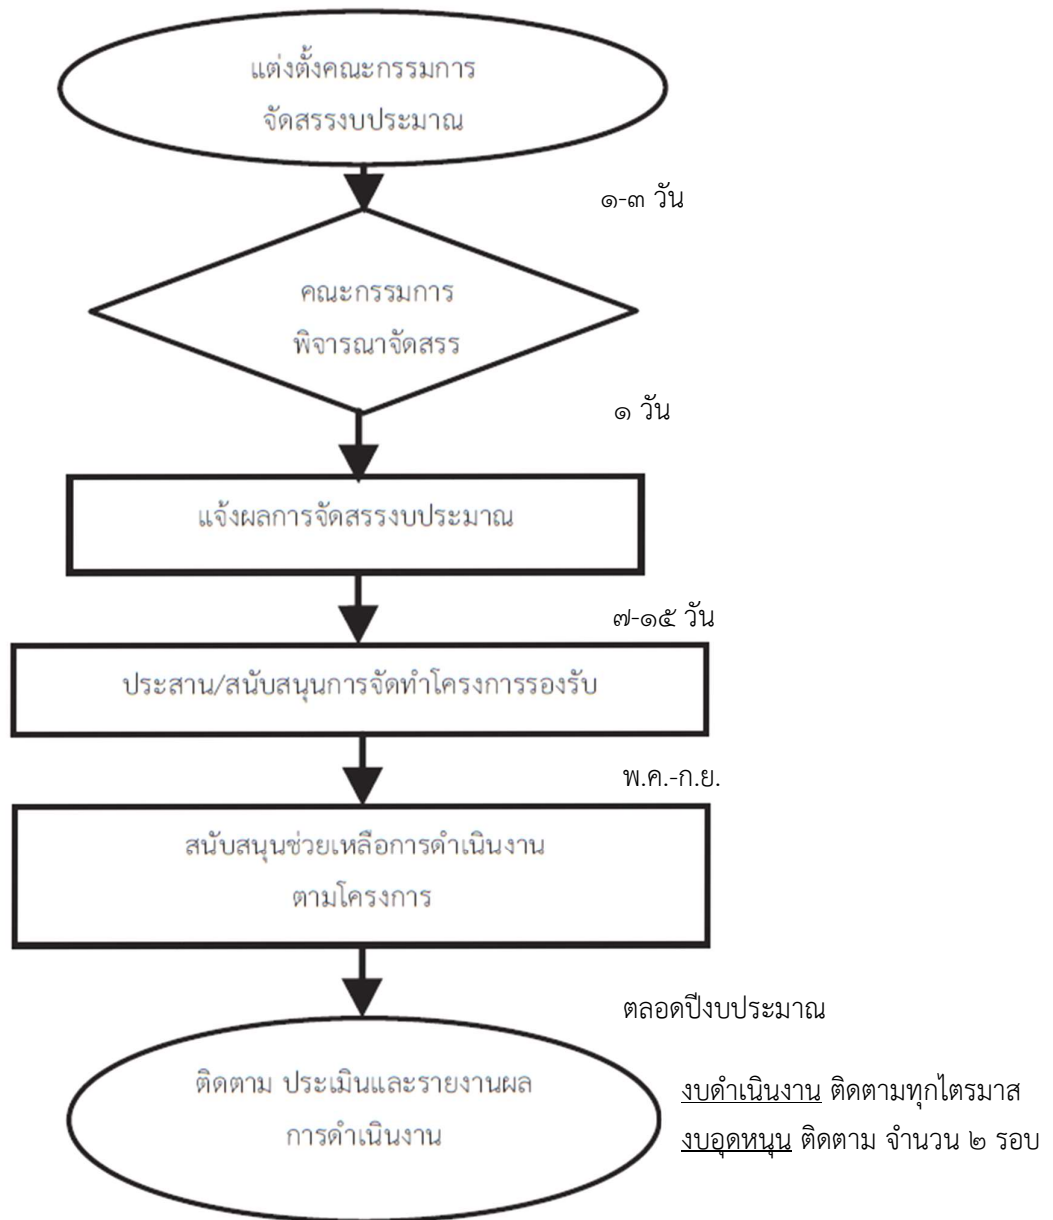 แต่งตั้งคณะกรรมการ
จัดสรรงบประมาณ
๑-๓ วัน
คณะกรรมการ
พิจารณาจัดสรร
๑ วัน
แจ้งผลการจัดสรรงบประมาณ
๗-๑๕ วัน
ประสาน/สนับสนุนการจัดทำโครงการรองรับ
พ.ค.-ก.ย.
สนับสนุนช่วยเหลือการดำเนินงาน
ตามโครงการ
ตลอดปีงบประมาณ
ติดตาม ประเมินและรายงานผล
การดำเนินงาน
งบดำเนินงาน ติดตามทุกไตรมาส
งบอุดหนุน ติดตาม จำนวน ๒ รอบ